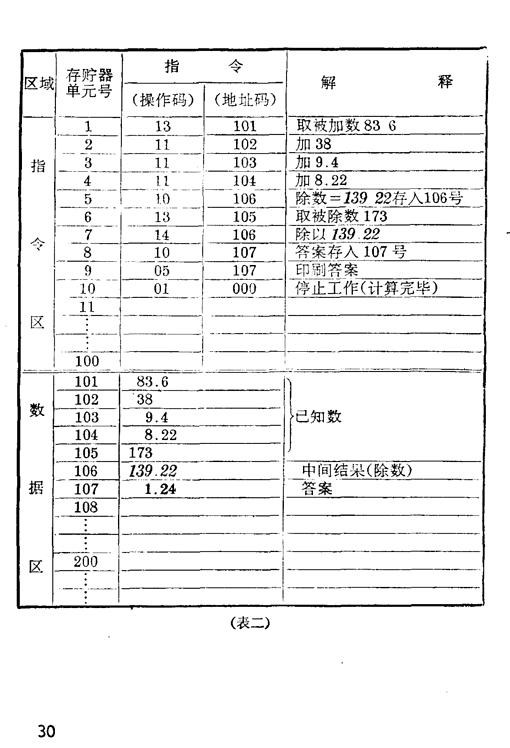 区域 存贮器单元号 指 令 解 释
(操作码) (地址码)
指令区
1 13 101 取被加数 83 6
2 11 102 加 38
3 11 103 加 9.4
4 11 104 加 8.22
5 10 106 除数=139 22存入106号
6 13 105 取被除数 173
7 14 106 除以 139 22
8 10 107 答案存入 107 号
9 05 107 印刷答案
10 01 000 停止工作(计算完毕)
11
100
数据区
101 83.6
102 38
103 9.4 已知数
104 8.22
105 173
106 139.22 中间结果(除数)
107 1.24 答案
108
200
(表二)
30